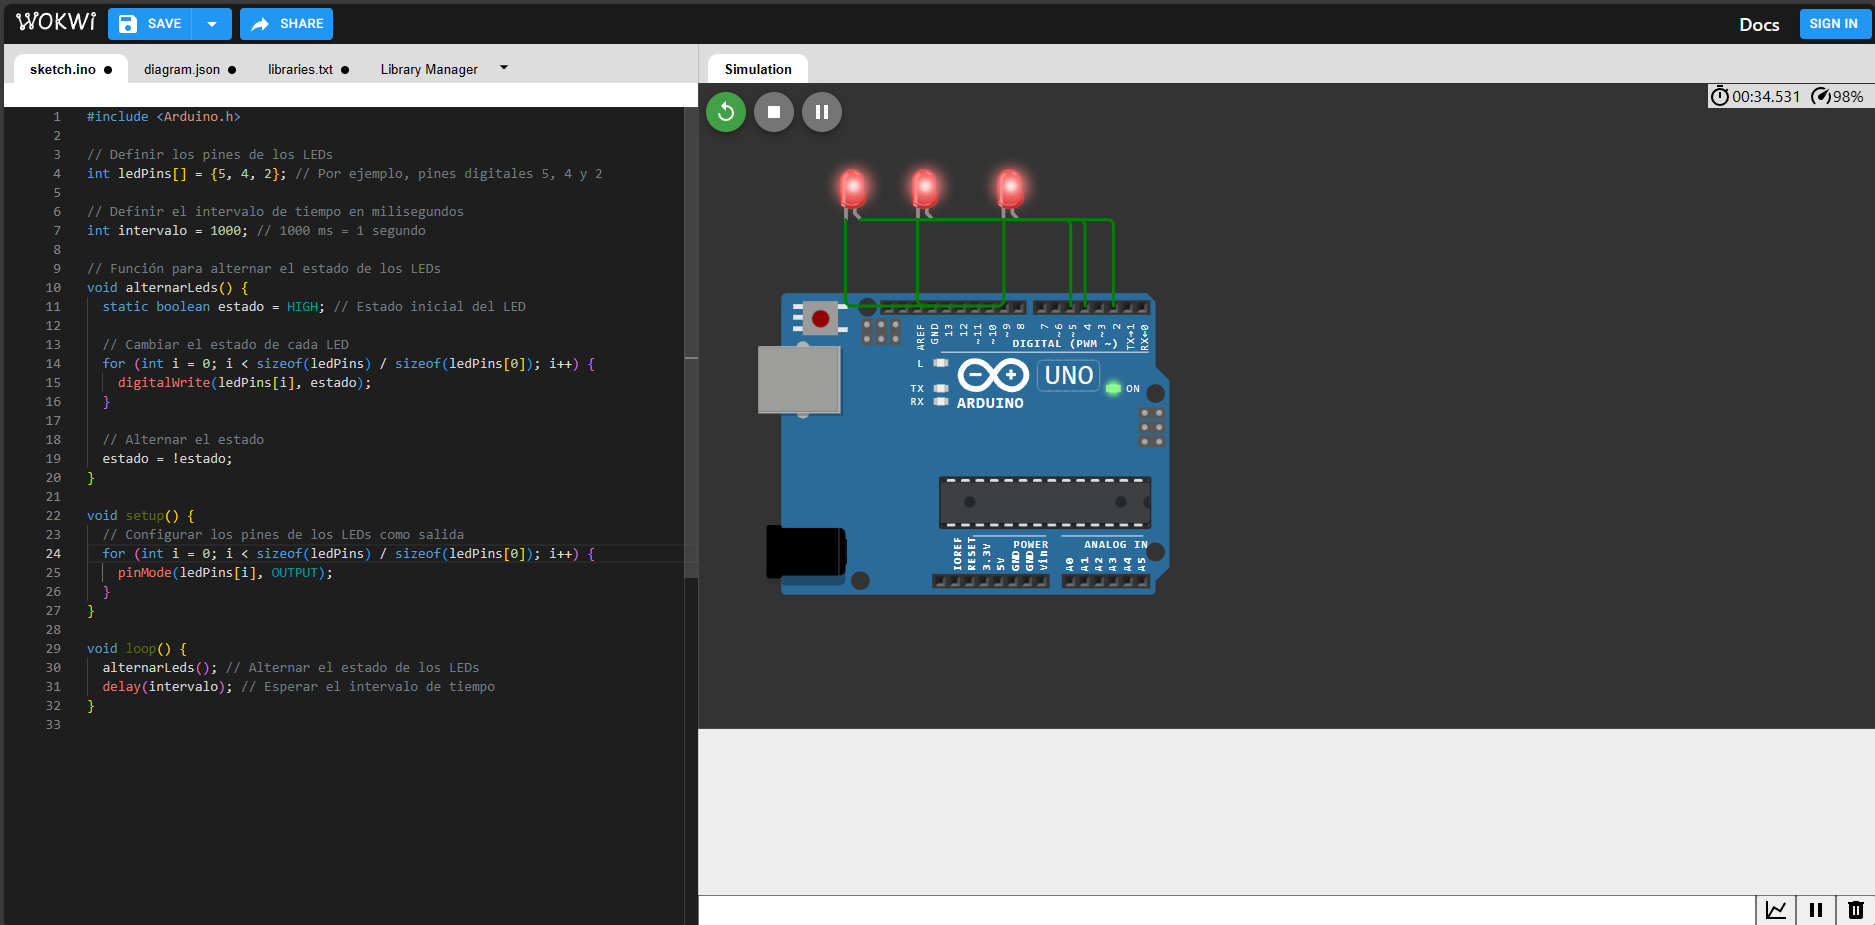 WOKWi SAVE SHARE Docs SIGN IN
sketch.ino ● diagram.json ● libraries.txt ● Library Manager
Simulation
00:34.531 98%
1 #include <Arduino.h>
2
3 // Definir los pines de los LEDs
4 int ledPins[] = {5, 4, 2}; // Por ejemplo, pines digitales 5, 4 y 2
5
6 // Definir el intervalo de tiempo en milisegundos
7 int intervalo = 1000; // 1000 ms = 1 segundo
8
9 // Función para alternar el estado de los LEDs
10 void alternarLeds() {
11 static boolean estado = HIGH; // Estado inicial del LED
12
13 // Cambiar el estado de cada LED
14 for (int i = 0; i < sizeof(ledPins) / sizeof(ledPins[0]); i++) {
15 digitalWrite(ledPins[i], estado);
16 }
17
18 // Alternar el estado
19 estado = !estado;
20 }
21
22 void setup() {
23 // Configurar los pines de los LEDs como salida
24 for (int i = 0; i < sizeof(ledPins) / sizeof(ledPins[0]); i++) {
25 pinMode(ledPins[i], OUTPUT);
26 }
27 }
28
29 void loop() {
30 alternarLeds(); // Alternar el estado de los LEDs
31 delay(intervalo); // Esperar el intervalo de tiempo
32 }
33
AREF GND 13 12 ~11 ~10 ~9 8 7 ~6 ~5 4 ~3 2 TX→1 RX←0
DIGITAL (PWM ~)
L
TX
RX
UNO
ARDUINO
ON
POWER
ANALOG IN
IOREF RESET 3.3V 5V GND GND Vin A0 A1 A2 A3 A4 A5